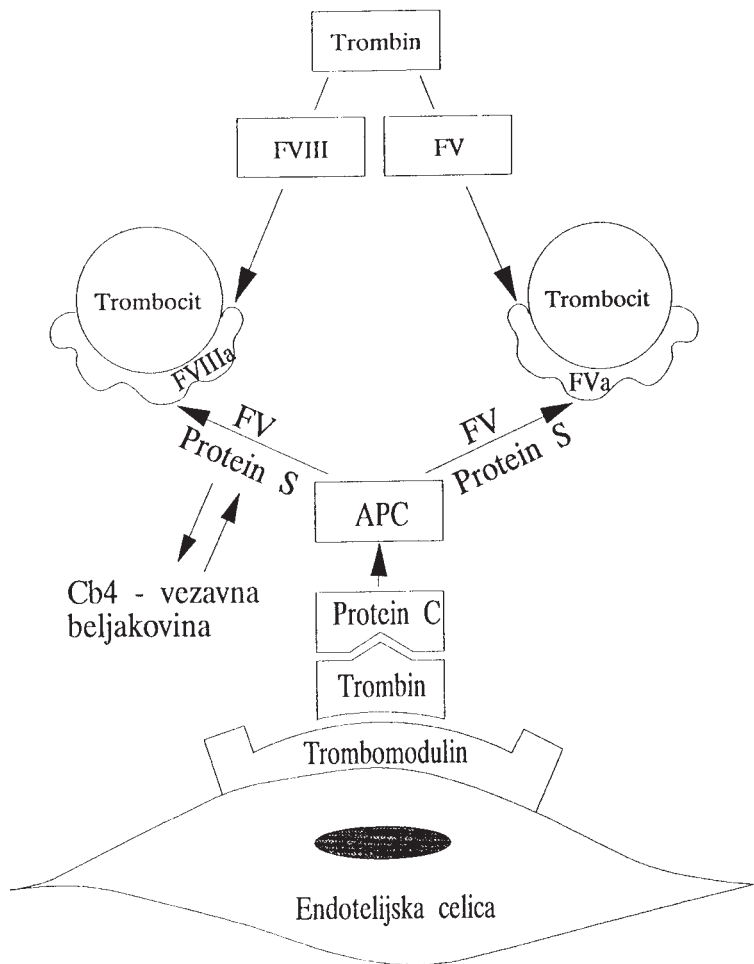 Trombin
FVIII
FV
Trombocit
Trombocit
FVIIIa
FVa
FV
Protein S
FV
Protein S
APC
Cb4 - vezavna
beljakovina
Protein C
Trombin
Trombomodulin
Endotelijska celica